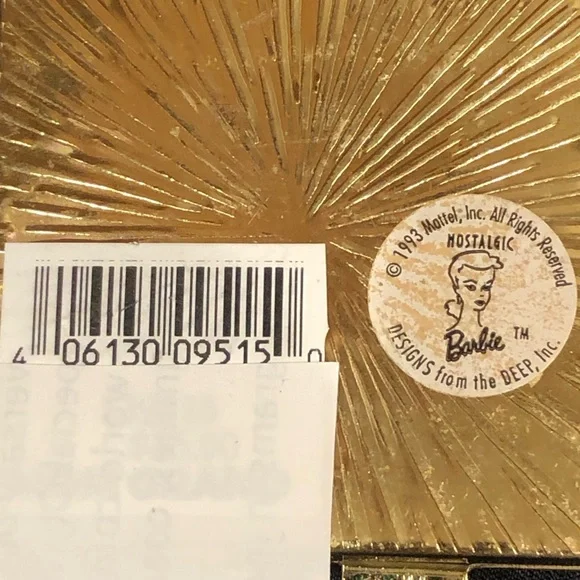 © 1993 Mattel, Inc. All Rights Reserved
NOSTALGIC
Barbie ™
DESIGNS from the DEEP, Inc.
4 06130 09515 0